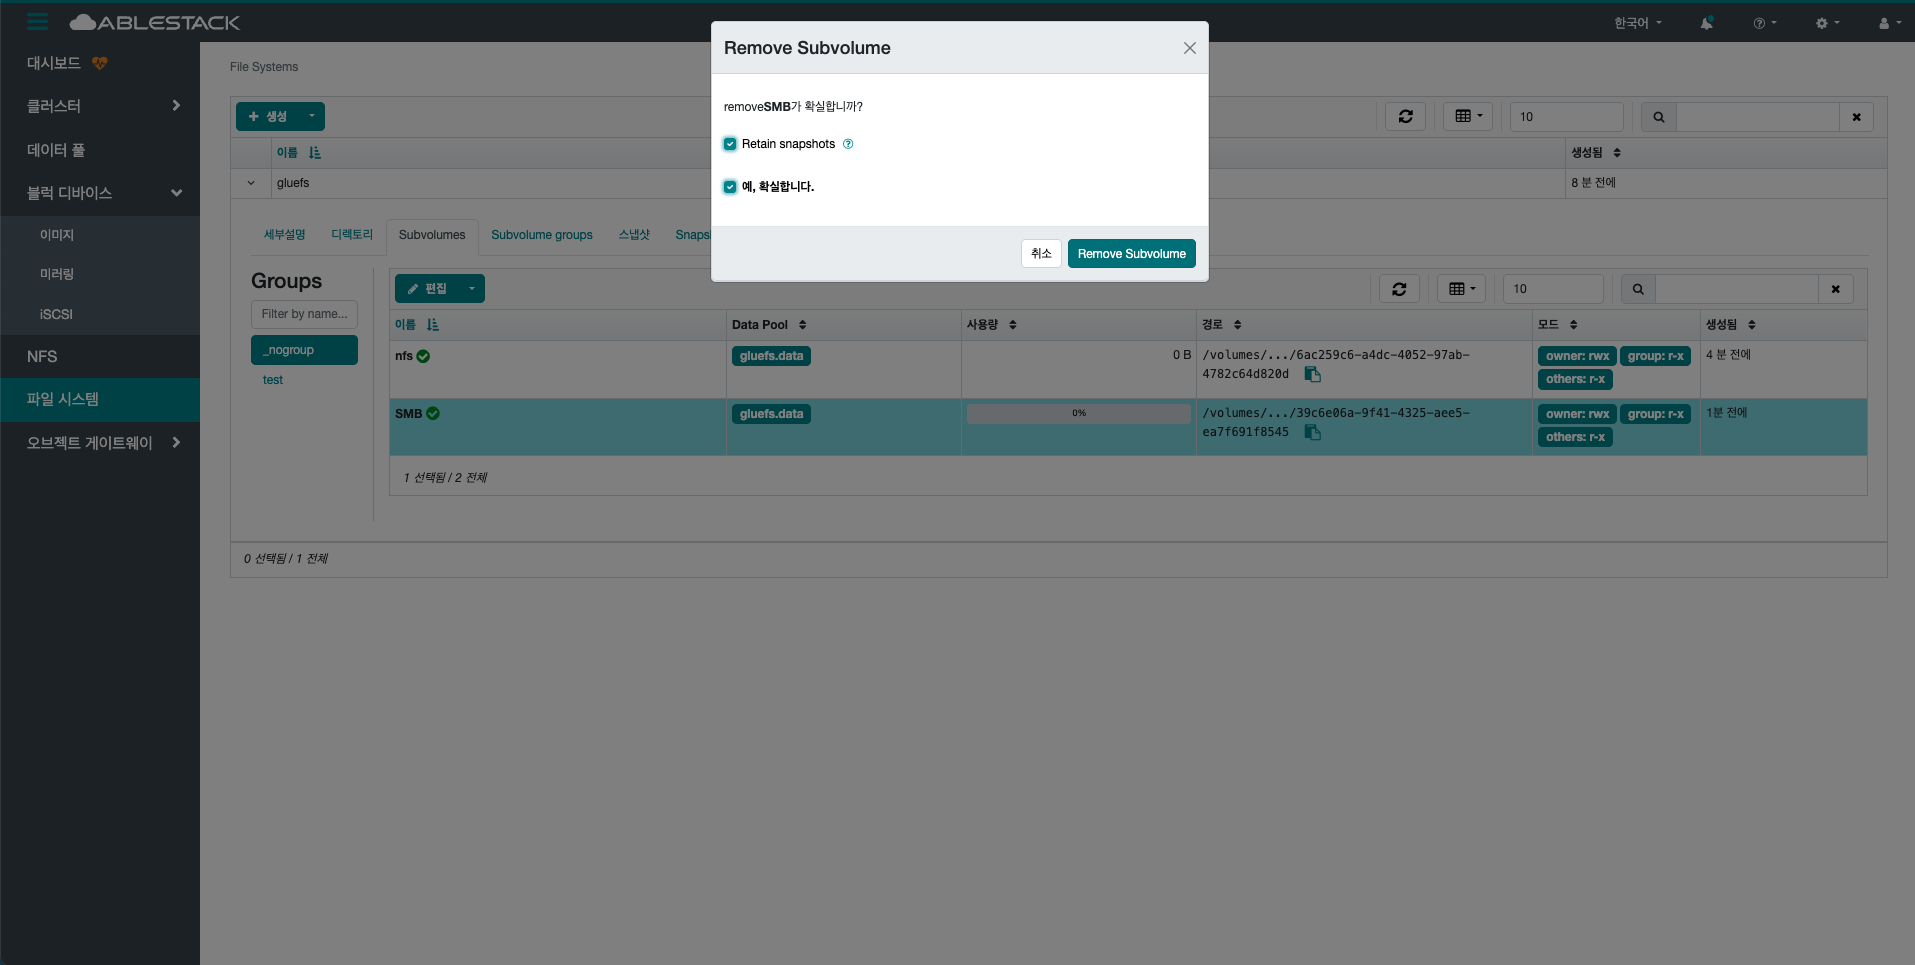 ABLESTACK
한국어
대시보드
클러스터
데이터 풀
블럭 디바이스
이미지
미러링
iSCSI
NFS
파일 시스템
오브젝트 게이트웨이
File Systems
생성
10
이름
생성됨
gluefs
8 분 전에
세부설명
디렉토리
Subvolumes
Subvolume groups
스냅샷
Snaps
Groups
Filter by name...
_nogroup
test
편집
10
이름
Data Pool
사용량
경로
모드
생성됨
nfs
gluefs.data
0 B
/volumes/.../6ac259c6-a4dc-4052-97ab-
4782c64d820d
owner: rwx
group: r-x
others: r-x
4 분 전에
SMB
gluefs.data
0%
/volumes/.../39c6e06a-9f41-4325-aee5-
ea7f691f8545
owner: rwx
group: r-x
others: r-x
1분 전에
1 선택됨 / 2 전체
0 선택됨 / 1 전체
Remove Subvolume
removeSMB가 확실합니까?
Retain snapshots
예, 확실합니다.
취소
Remove Subvolume